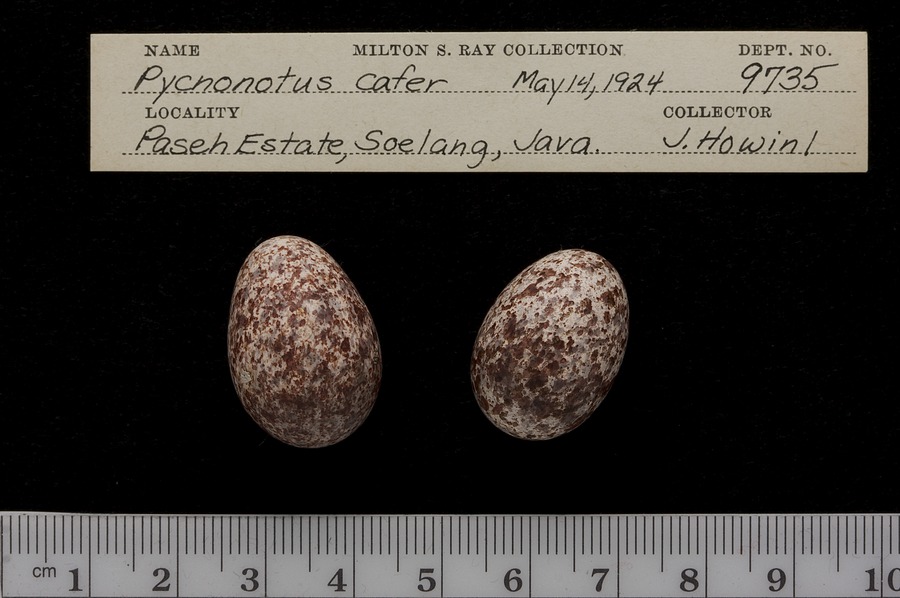 NAME MILTON S. RAY COLLECTION DEPT. NO.
Pycnonotus cafer May 14, 1924 9735
LOCALITY COLLECTOR
Paseh Estate, Soelang, Java. J. Howinl
cm 1 2 3 4 5 6 7 8 9 10